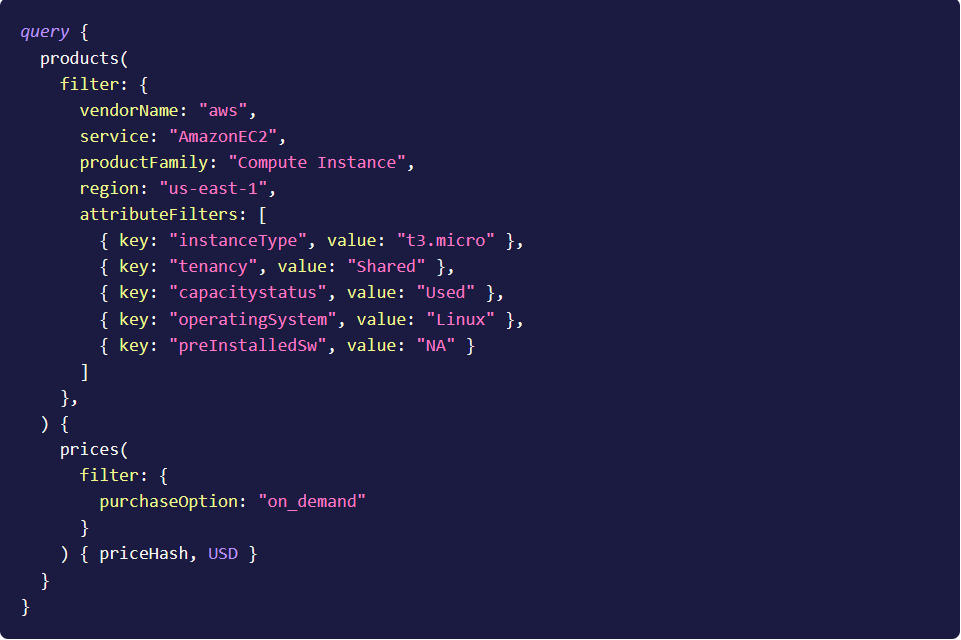 query {
  products(
    filter: {
      vendorName: "aws",
      service: "AmazonEC2",
      productFamily: "Compute Instance",
      region: "us-east-1",
      attributeFilters: [
        { key: "instanceType", value: "t3.micro" },
        { key: "tenancy", value: "Shared" },
        { key: "capacitystatus", value: "Used" },
        { key: "operatingSystem", value: "Linux" },
        { key: "preInstalledSw", value: "NA" }
      ]
    },
  ) {
    prices(
      filter: {
        purchaseOption: "on_demand"
      }
    ) { priceHash, USD }
  }
}